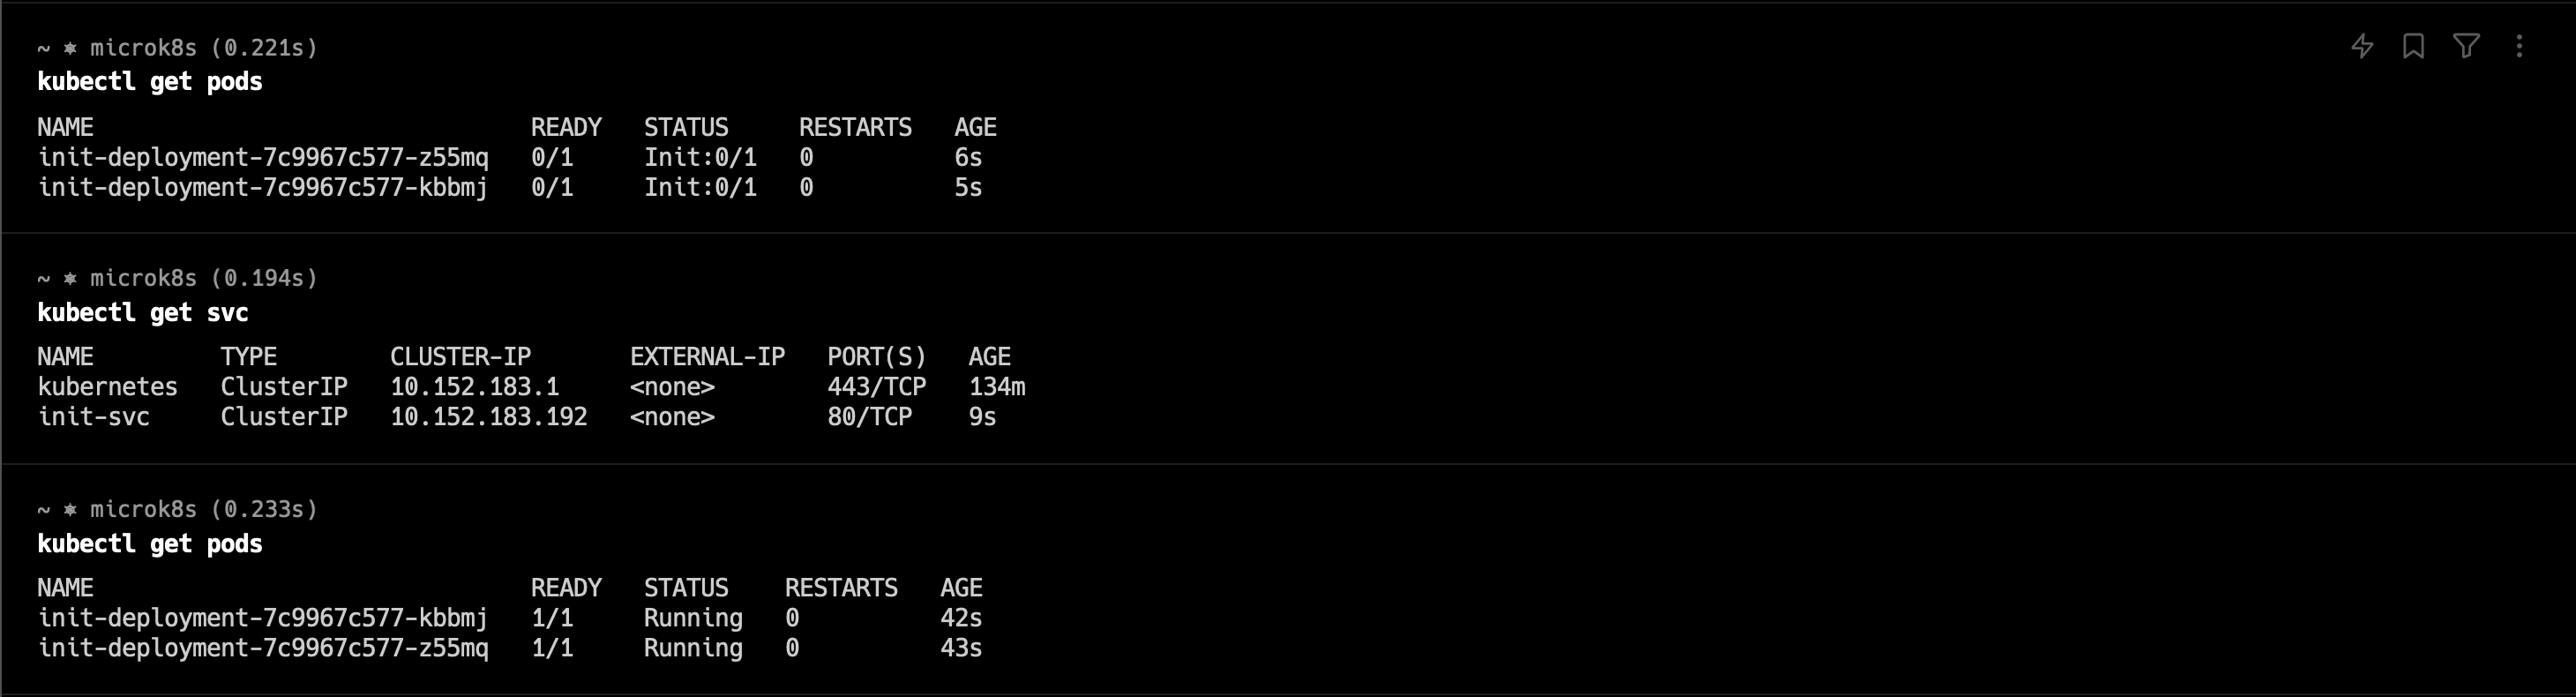 ~ ⎈ microk8s (0.221s)
kubectl get pods
NAME                               READY   STATUS     RESTARTS   AGE
init-deployment-7c9967c577-z55mq   0/1     Init:0/1   0          6s
init-deployment-7c9967c577-kbbmj   0/1     Init:0/1   0          5s
~ ⎈ microk8s (0.194s)
kubectl get svc
NAME         TYPE        CLUSTER-IP       EXTERNAL-IP   PORT(S)   AGE
kubernetes   ClusterIP   10.152.183.1     <none>        443/TCP   134m
init-svc     ClusterIP   10.152.183.192   <none>        80/TCP    9s
~ ⎈ microk8s (0.233s)
kubectl get pods
NAME                               READY   STATUS    RESTARTS   AGE
init-deployment-7c9967c577-kbbmj   1/1     Running   0          42s
init-deployment-7c9967c577-z55mq   1/1     Running   0          43s